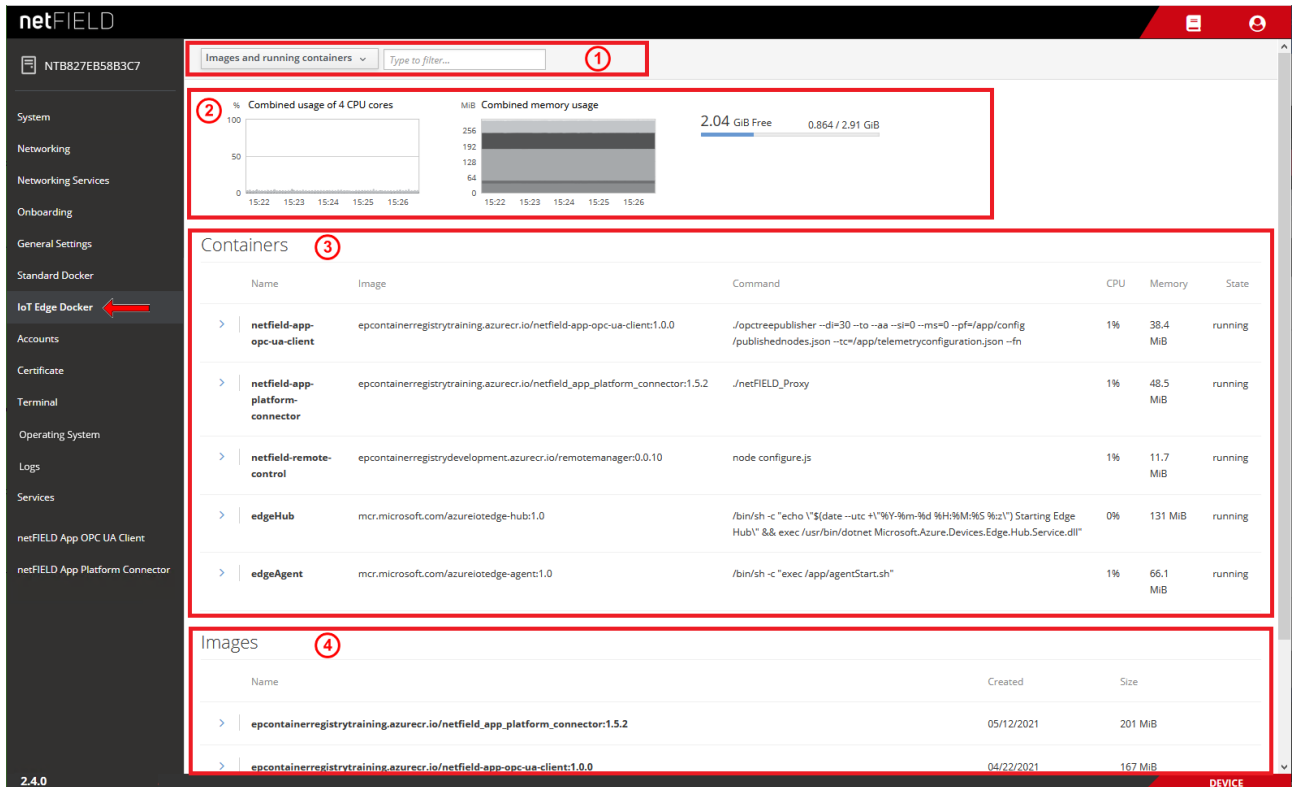 netFIELD
NTB827EB58B3C7
System
Networking
Networking Services
Onboarding
General Settings
Standard Docker
IoT Edge Docker
Accounts
Certificate
Terminal
Operating System
Logs
Services
netFIELD App OPC UA Client
netFIELD App Platform Connector
2.4.0
Images and running containers
Type to filter...
1
2
% Combined usage of 4 CPU cores
100
50
0
15:22 15:23 15:24 15:25 15:26
MiB Combined memory usage
256
192
128
64
0
15:22 15:23 15:24 15:25 15:26
2.04 GiB Free 0.864 / 2.91 GiB
Containers 3
Name Image Command CPU Memory State
netfield-app- epcontainerregistrytraining.azurecr.io/netfield-app-opc-ua-client:1.0.0 ./opctreepublisher --di=30 --to --aa --si=0 --ms=0 --pf=/app/config 1% 38.4 running
opc-ua-client /publishednodes.json --tc=/app/telemetryconfiguration.json --fn MiB
netfield-app- epcontainerregistrytraining.azurecr.io/netfield_app_platform_connector:1.5.2 ./netFIELD_Proxy 1% 48.5 running
platform- MiB
connector
netfield-remote- epcontainerregistrydevelopment.azurecr.io/remotemanager:0.0.10 node configure.js 1% 11.7 running
control MiB
edgeHub mcr.microsoft.com/azureiotedge-hub:1.0 /bin/sh -c "echo \"$(date --utc +\"%Y-%m-%d %H:%M:%S %:z\") Starting Edge 0% 131 MiB running
Hub\" && exec /usr/bin/dotnet Microsoft.Azure.Devices.Edge.Hub.Service.dll"
edgeAgent mcr.microsoft.com/azureiotedge-agent:1.0 /bin/sh -c "exec /app/agentStart.sh" 1% 66.1 running
MiB
Images 4
Name Created Size
epcontainerregistrytraining.azurecr.io/netfield_app_platform_connector:1.5.2 05/12/2021 201 MiB
epcontainerregistrytraining.azurecr.io/netfield-app-opc-ua-client:1.0.0 04/22/2021 167 MiB
DEVICE